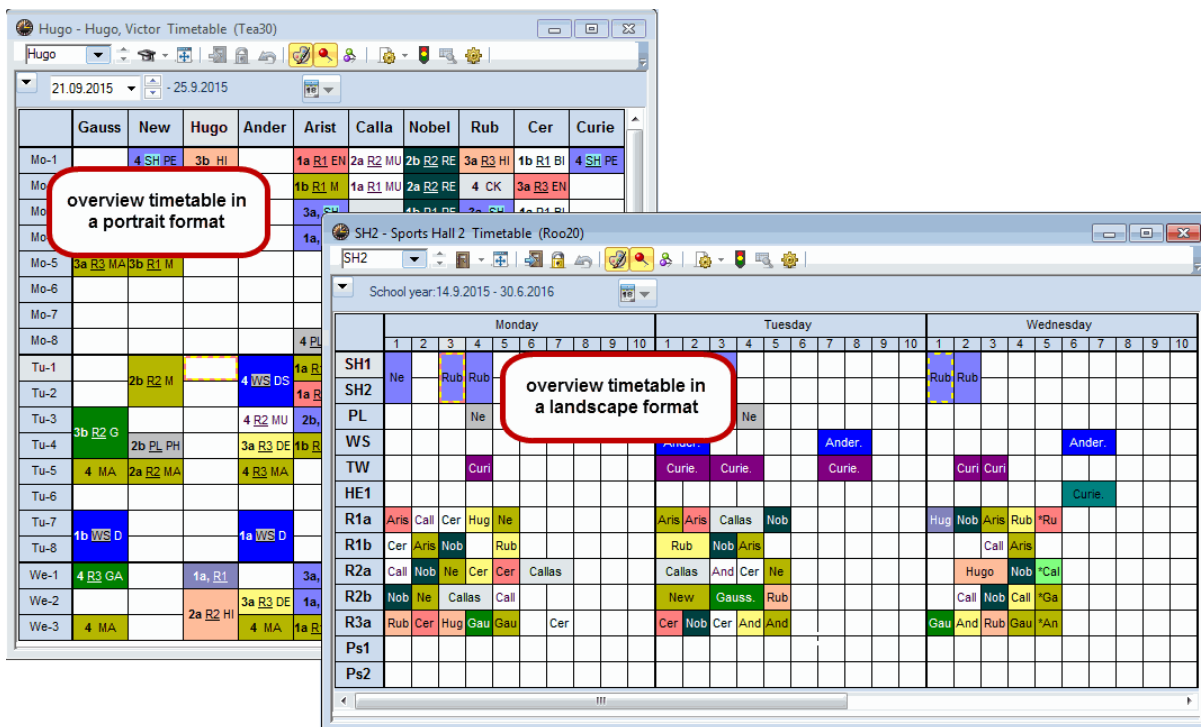 Hugo - Hugo, Victor Timetable (Tea30)
Hugo
21.09.2015 - 25.9.2015
Gauss New Hugo Ander Arist Calla Nobel Rub Cer Curie
Mo-1 4 SH PE 3b HI 1a R1 EN 2a R2 MU 2b R2 RE 3a R3 HI 1b R1 BI 4 SH PE
Mo 1b R1 M 1a R1 MU 2a R2 RE 4 CK 3a R3 EN
overview timetable in
a portrait format
Mo 3a, SH
Mo 1a,
Mo-5 3a R3 MA 3b R1 M
Mo-6
Mo-7
Mo-8 4 PL
Tu-1
2b R2 M 4 WS DS
Tu-2
Tu-3 4 R2 MU 2b,
3b R2 G
Tu-4 2b PL PH 3a R3 DE
Tu-5 4 MA 2a R2 MA 4 R3 MA
Tu-6
Tu-7
1b WS D 1a WS D
Tu-8
We-1 4 R3 GA 1a, R1 3a,
We-2 3a R3 DE 1a,
2a R2 HI
We-3 4 MA 4 MA
SH2 - Sports Hall 2 Timetable (Roo20)
SH2
School year:14.9.2015 - 30.6.2016
Monday Tuesday Wednesday
1 2 3 4 5 6 7 8 9 10 1 2 3 4 5 6 7 8 9 10 1 2 3 4 5 6 7 8 9 10
SH1
Ne Rub Rub Rub Rub
SH2
overview timetable in
a landscape format
PL Ne Ne
WS Ander. Ander. Ander.
TW Curi Curie. Curie. Curie. Curi Curi
HE1 Curie.
R1a Aris Call Cer Hug Ne Aris Aris Callas Nob Hug Nob Aris Rub *Ru
R1b Cer Aris Nob Rub Rub Nob Aris Call Aris
R2a Call Nob Ne Cer Cer Callas Callas And Cer Ne Hugo Nob *Cal
R2b Nob Ne Callas Call New Gauss. Rub Call Nob Call *Ga
R3a Rub Cer Hug Gau Gau Cer Cer Nob Cer And And Gau And Rub Gau *An
Ps1
Ps2